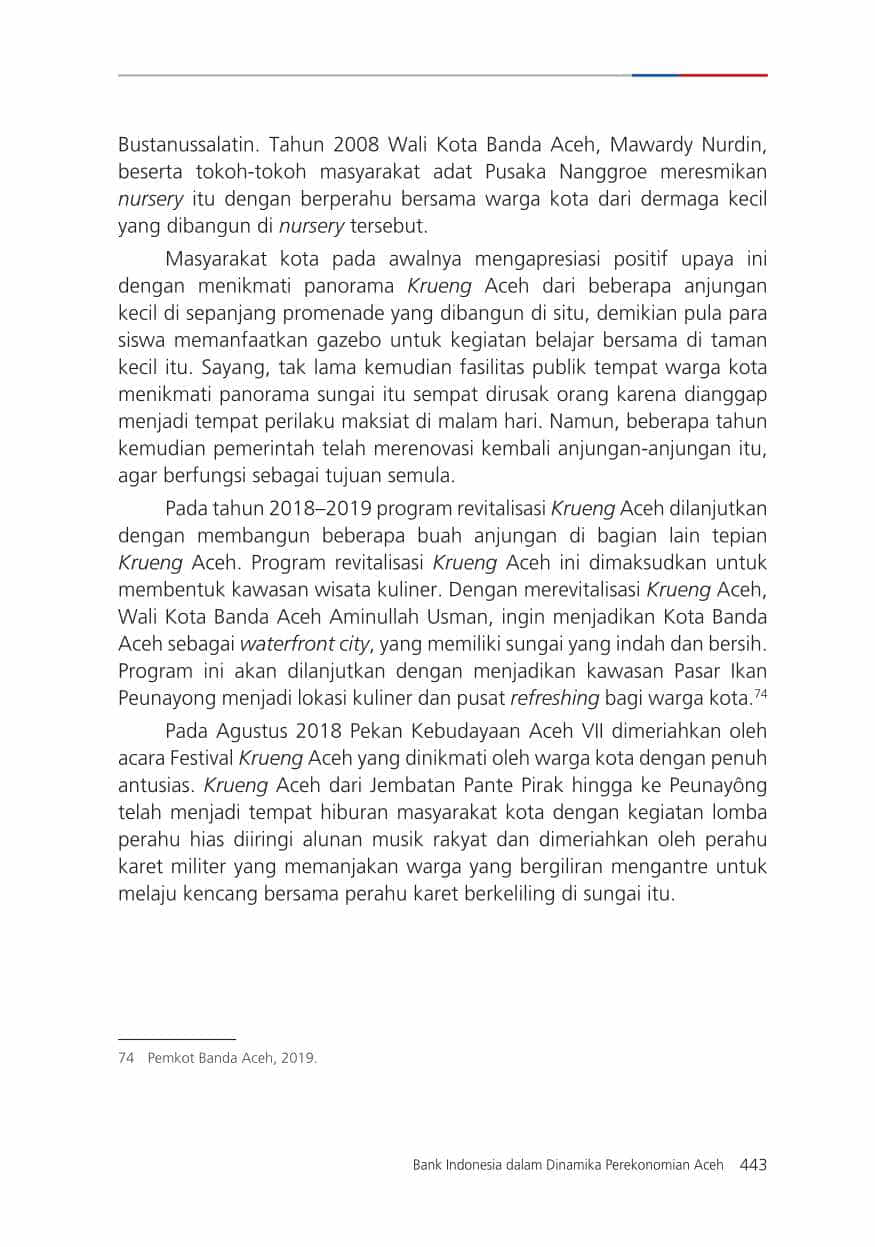 Bustanussalatin. Tahun 2008 Wali Kota Banda Aceh, Mawardy Nurdin,
beserta tokoh-tokoh masyarakat adat Pusaka Nanggroe meresmikan
nursery itu dengan berperahu bersama warga kota dari dermaga kecil
yang dibangun di nursery tersebut.
Masyarakat kota pada awalnya mengapresiasi positif upaya ini
dengan menikmati panorama Krueng Aceh dari beberapa anjungan
kecil di sepanjang promenade yang dibangun di situ, demikian pula para
siswa memanfaatkan gazebo untuk kegiatan belajar bersama di taman
kecil itu. Sayang, tak lama kemudian fasilitas publik tempat warga kota
menikmati panorama sungai itu sempat dirusak orang karena dianggap
menjadi tempat perilaku maksiat di malam hari. Namun, beberapa tahun
kemudian pemerintah telah merenovasi kembali anjungan-anjungan itu,
agar berfungsi sebagai tujuan semula.
Pada tahun 2018–2019 program revitalisasi Krueng Aceh dilanjutkan
dengan membangun beberapa buah anjungan di bagian lain tepian
Krueng Aceh. Program revitalisasi Krueng Aceh ini dimaksudkan untuk
membentuk kawasan wisata kuliner. Dengan merevitalisasi Krueng Aceh,
Wali Kota Banda Aceh Aminullah Usman, ingin menjadikan Kota Banda
Aceh sebagai waterfront city, yang memiliki sungai yang indah dan bersih.
Program ini akan dilanjutkan dengan menjadikan kawasan Pasar Ikan
Peunayong menjadi lokasi kuliner dan pusat refreshing bagi warga kota.74
Pada Agustus 2018 Pekan Kebudayaan Aceh VII dimeriahkan oleh
acara Festival Krueng Aceh yang dinikmati oleh warga kota dengan penuh
antusias. Krueng Aceh dari Jembatan Pante Pirak hingga ke Peunayông
telah menjadi tempat hiburan masyarakat kota dengan kegiatan lomba
perahu hias diiringi alunan musik rakyat dan dimeriahkan oleh perahu
karet militer yang memanjakan warga yang bergiliran mengantre untuk
melaju kencang bersama perahu karet berkeliling di sungai itu.
74 Pemkot Banda Aceh, 2019.
Bank Indonesia dalam Dinamika Perekonomian Aceh 443